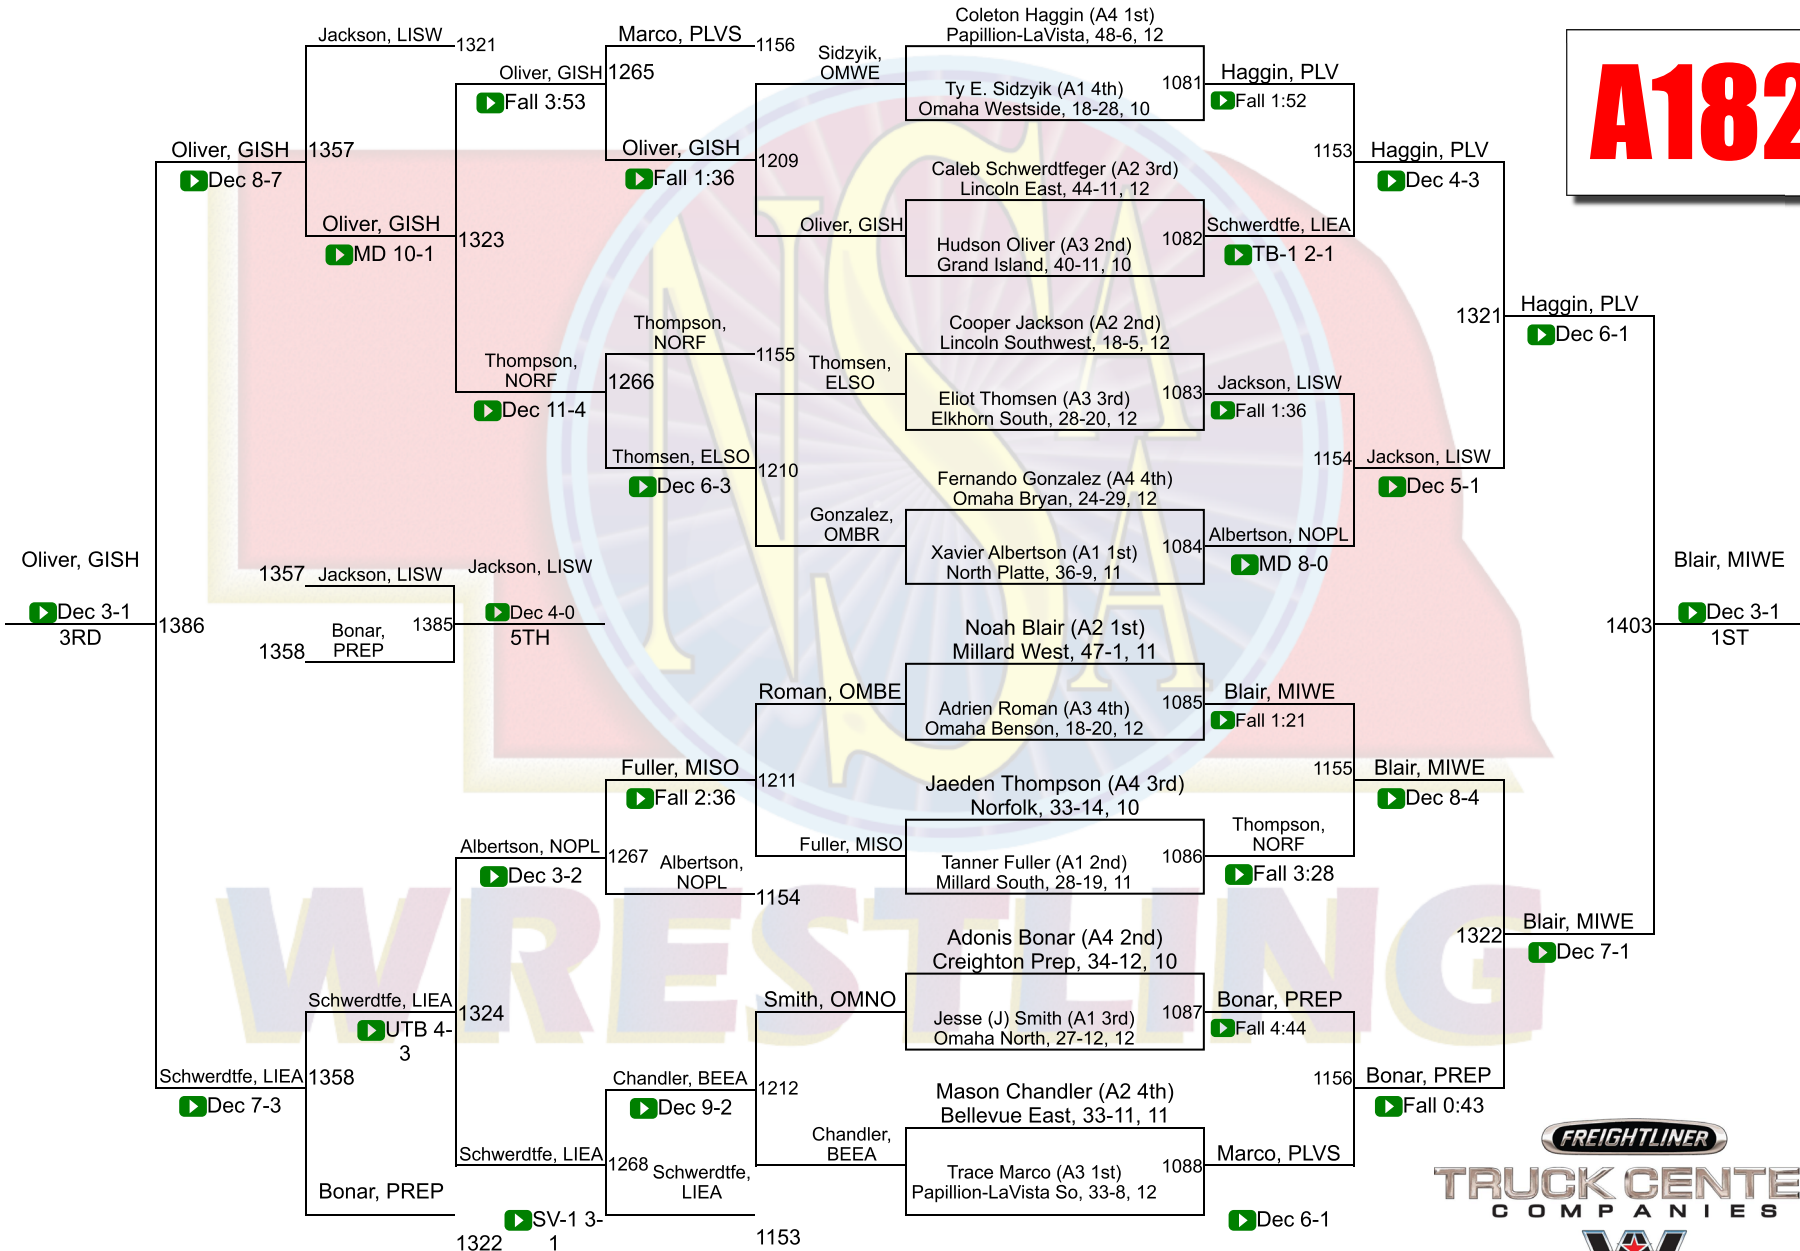 Coleton Haggin (A4 1st)
Papillion-LaVista, 48-6, 12
Ty E. Sidzyik (A1 4th)
Omaha Westside, 18-28, 10
1081
Caleb Schwerdtfeger (A2 3rd)
Lincoln East, 44-11, 12
Hudson Oliver (A3 2nd)
Grand Island, 40-11, 10
1082
Cooper Jackson (A2 2nd)
Lincoln Southwest, 18-5, 12
Eliot Thomsen (A3 3rd)
Elkhorn South, 28-20, 12
1083
Fernando Gonzalez (A4 4th)
Omaha Bryan, 24-29, 12
Xavier Albertson (A1 1st)
North Platte, 36-9, 11
1084
Noah Blair (A2 1st)
Millard West, 47-1, 11
Adrien Roman (A3 4th)
Omaha Benson, 18-20, 12
1085
Jaeden Thompson (A4 3rd)
Norfolk, 33-14, 10
Tanner Fuller (A1 2nd)
Millard South, 28-19, 11
1086
Adonis Bonar (A4 2nd)
Creighton Prep, 34-12, 10
Jesse (J) Smith (A1 3rd)
Omaha North, 27-12, 12
1087
Mason Chandler (A2 4th)
Bellevue East, 33-11, 11
Trace Marco (A3 1st)
Papillion-LaVista So, 33-8, 12
1088
Haggin, PLV
Fall 1:52
Schwerdtfe, LIEA
TB-1 2-1
Jackson, LISW
Fall 1:36
Albertson, NOPL
MD 8-0
Blair, MIWE
Fall 1:21
Thompson,
NORF
Fall 3:28
Bonar, PREP
Fall 4:44
Marco, PLVS
Dec 6-1
1153
Haggin, PLV
Dec 4-3
1154
Jackson, LISW
Dec 5-1
1155
Blair, MIWE
Dec 8-4
1156
Bonar, PREP
Fall 0:43
1321
Haggin, PLV
Dec 6-1
1322
Blair, MIWE
Dec 7-1
1403
Blair, MIWE
Dec 3-1
1ST
Sidzyik,
OMWE
Oliver, GISH
Thomsen,
ELSO
Gonzalez,
OMBR
Roman, OMBE
Fuller, MISO
Smith, OMNO
Chandler,
BEEA
Marco, PLVS
1156
1209
Oliver, GISH
Fall 1:36
Thompson,
NORF
1155
1210
Thomsen, ELSO
Dec 6-3
1211
Fuller, MISO
Fall 2:36
Albertson,
NOPL
1154
1212
Chandler, BEEA
Dec 9-2
Schwerdtfe,
LIEA
1153
1265
Oliver, GISH
Fall 3:53
1266
Thompson,
NORF
Dec 11-4
1267
Albertson, NOPL
Dec 3-2
1268
Schwerdtfe, LIEA
SV-1 3-
1
Jackson, LISW
1321
1323
Oliver, GISH
MD 10-1
1324
Schwerdtfe, LIEA
UTB 4-
3
Bonar, PREP
1322
1357
Oliver, GISH
Dec 8-7
1358
Schwerdtfe, LIEA
Dec 7-3
1386
Oliver, GISH
Dec 3-1
3RD
1357
Jackson, LISW
1358
Bonar,
PREP
1385
Jackson, LISW
Dec 4-0
5TH
A182
NSAA
WRESTLING
FREIGHTLINER
TRUCK CENTE
COMPANIES